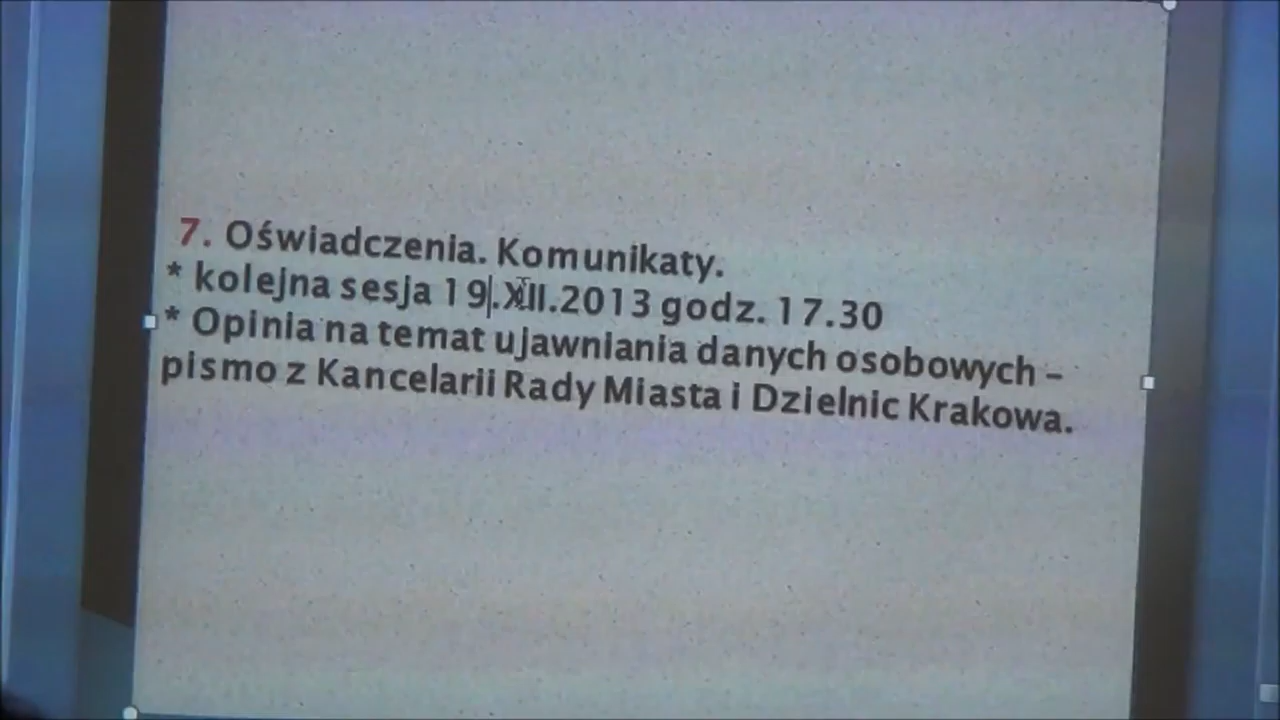 7. Oświadczenia. Komunikaty.
* kolejna sesja 19.XII.2013 godz. 17.30
* Opinia na temat ujawniania danych osobowych –
pismo z Kancelarii Rady Miasta i Dzielnic Krakowa.